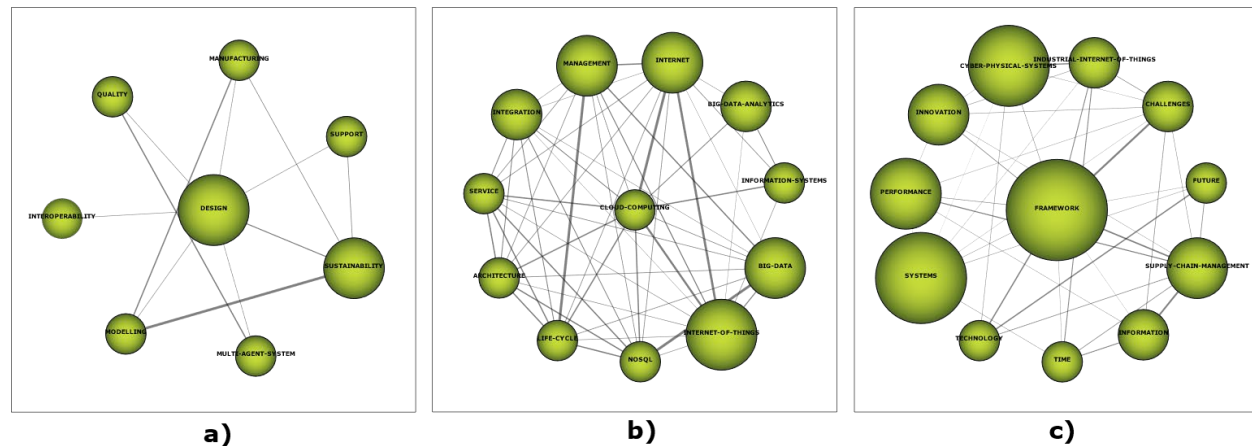 MANUFACTURING
QUALITY
SUPPORT
DESIGN
INTEROPERABILITY
SUSTAINABILITY
MODELLING
MULTI-AGENT-SYSTEM
a)
MANAGEMENT
INTERNET
BIG-DATA-ANALYTICS
INTEGRATION
INFORMATION-SYSTEMS
SERVICE
CLOUD-COMPUTING
BIG-DATA
ARCHITECTURE
INTERNET-OF-THINGS
LIFE-CYCLE
NOSQL
b)
INDUSTRIAL-INTERNET-OF-THINGS
CYBER-PHYSICAL-SYSTEMS
CHALLENGES
INNOVATION
FUTURE
PERFORMANCE
FRAMEWORK
SUPPLY-CHAIN-MANAGEMENT
SYSTEMS
INFORMATION
TECHNOLOGY
TIME
c)